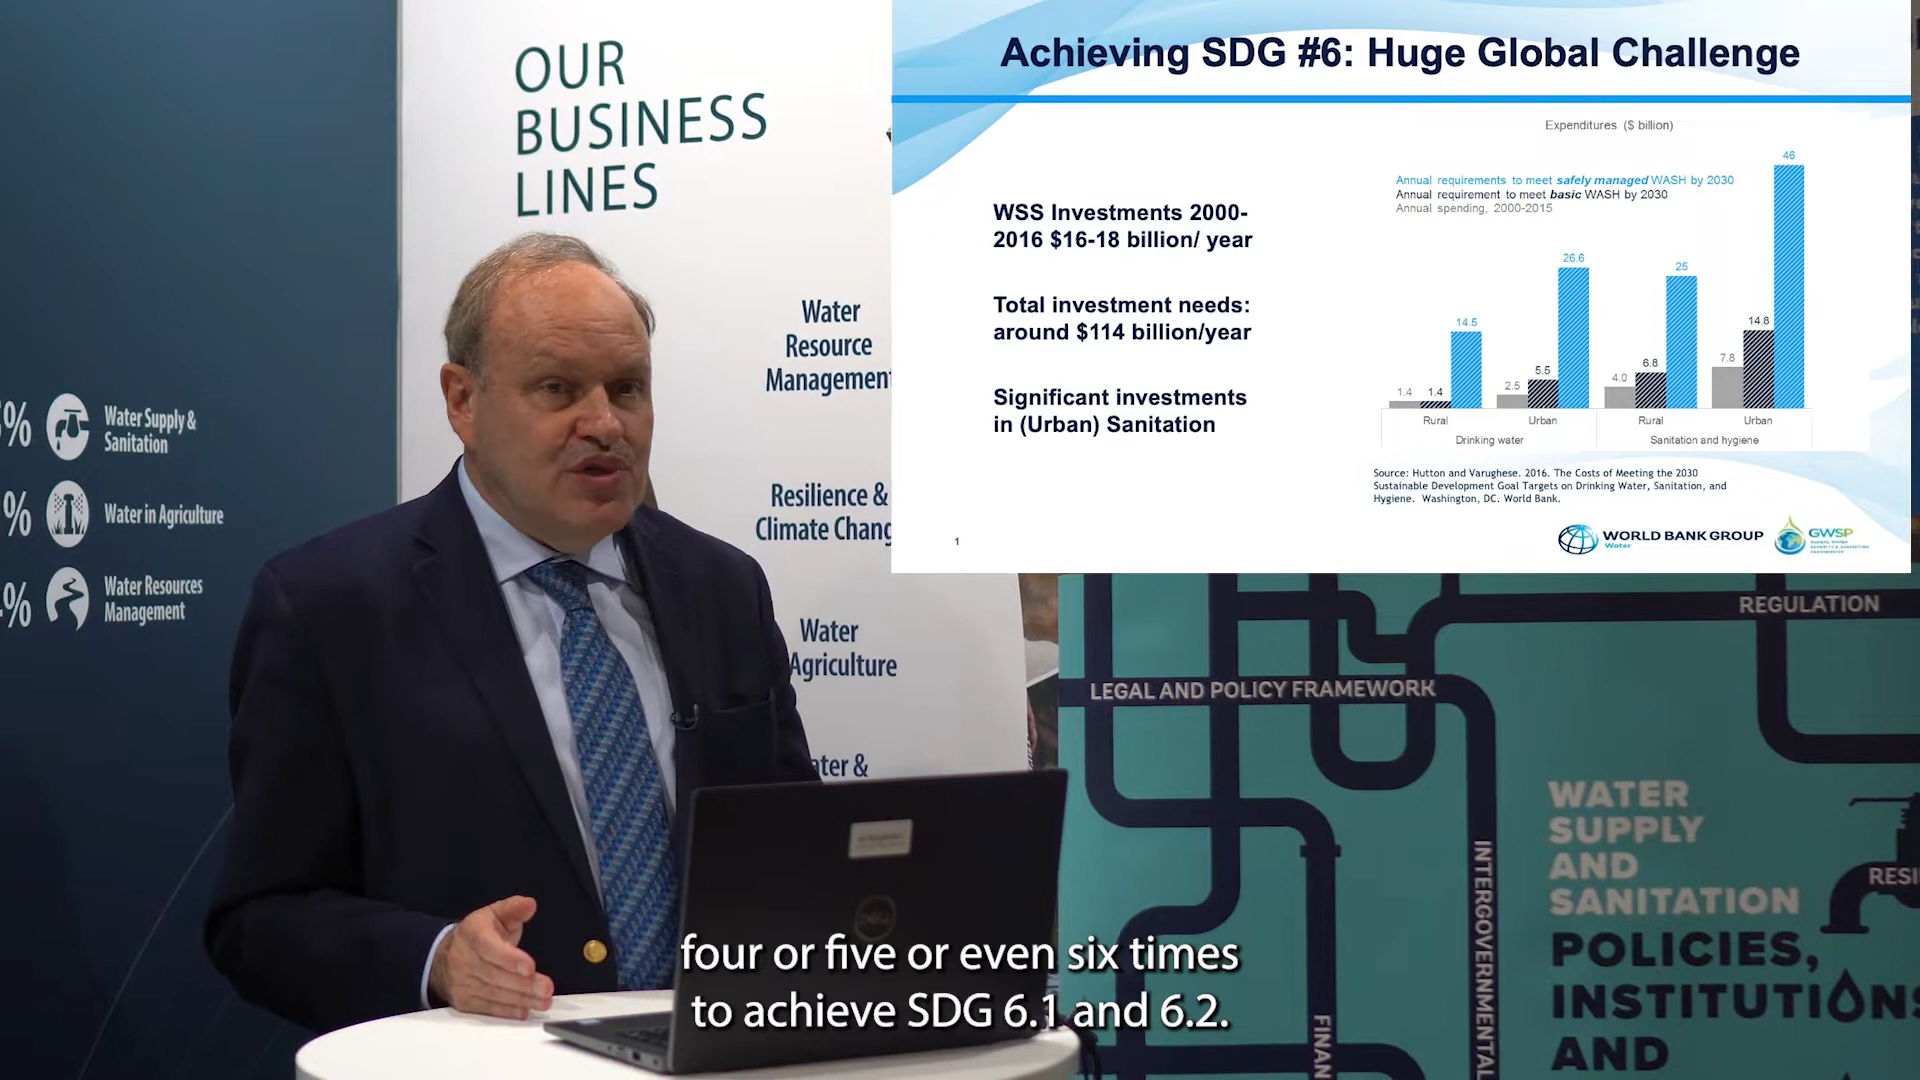 OUR
BUSINESS
LINES
Water
Resource
Management
Resilience &
Climate Chang
Water
Agriculture
ater &
%
Water Supply &
Sanitation
%
Water in Agriculture
%
Water Resources
Management
Achieving SDG #6: Huge Global Challenge
WSS Investments 2000-
2016 $16-18 billion/ year
Total investment needs:
around $114 billion/year
Significant investments
in (Urban) Sanitation
1
Expenditures ($ billion)
Annual requirements to meet safely managed WASH by 2030
Annual requirement to meet basic WASH by 2030
Annual spending, 2000-2015
1.4 1.4 14.5
2.5 5.5 26.6
4.0 6.8 25
7.8 14.8 46
Rural Urban Rural Urban
Drinking water Sanitation and hygiene
Source: Hutton and Varughese. 2016. The Costs of Meeting the 2030
Sustainable Development Goal Targets on Drinking Water, Sanitation, and
Hygiene. Washington, DC. World Bank.
WORLD BANK GROUP
Water
GWSP
REGULATION
LEGAL AND POLICY FRAMEWORK
INTERGOVERNMENTAL
FINAN
RESI
WATER
SUPPLY
AND
SANITATION
POLICIES,
INSTITUTIONS
AND
DELL
four or five or even six times
to achieve SDG 6.1 and 6.2.